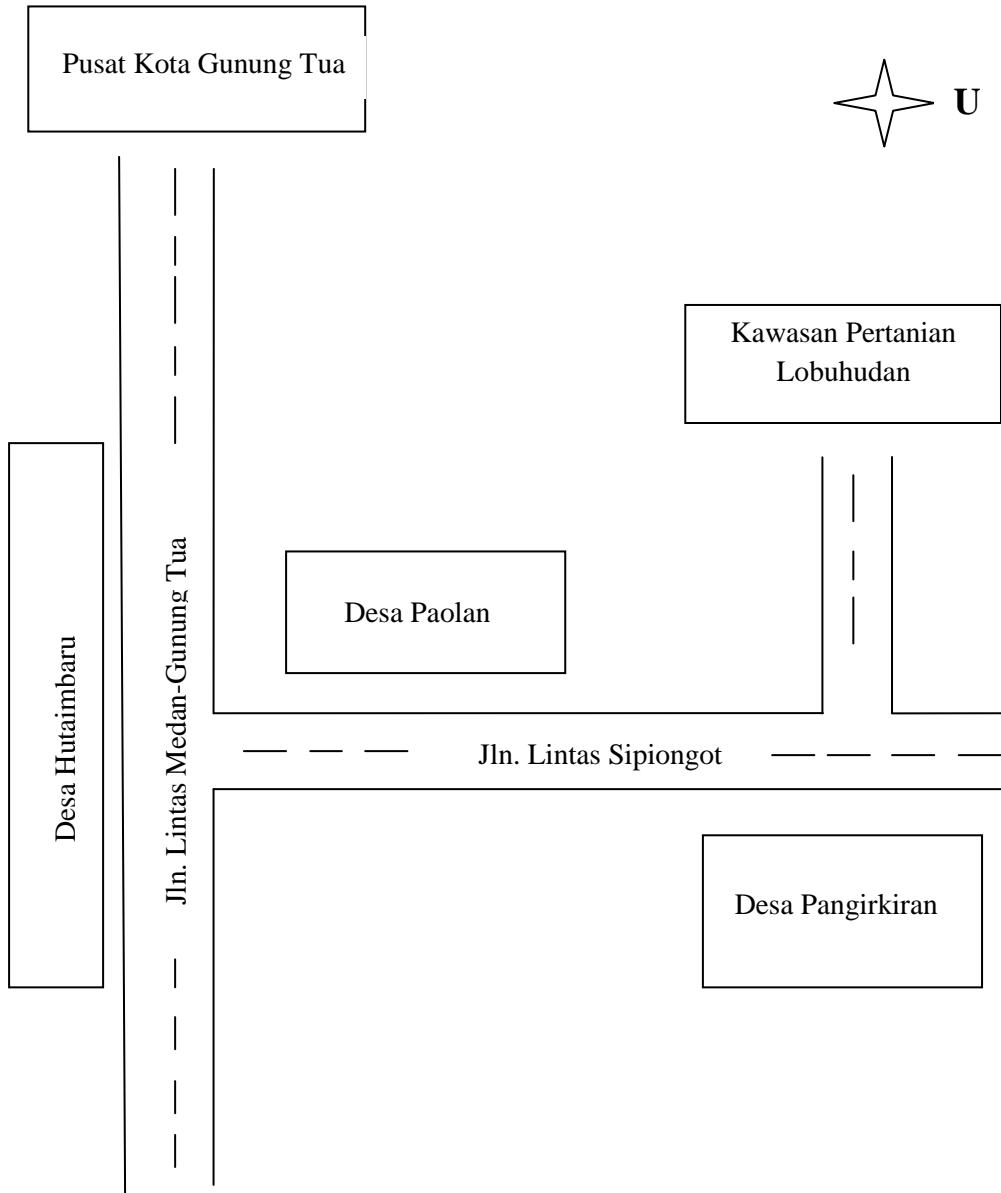 Pusat Kota Gunung Tua
U
Kawasan Pertanian
Lobuhudan
Desa Paolan
Desa Hutaimbaru
Jln. Lintas Medan-Gunung Tua
Jln. Lintas Sipiongot
Desa Pangirkiran